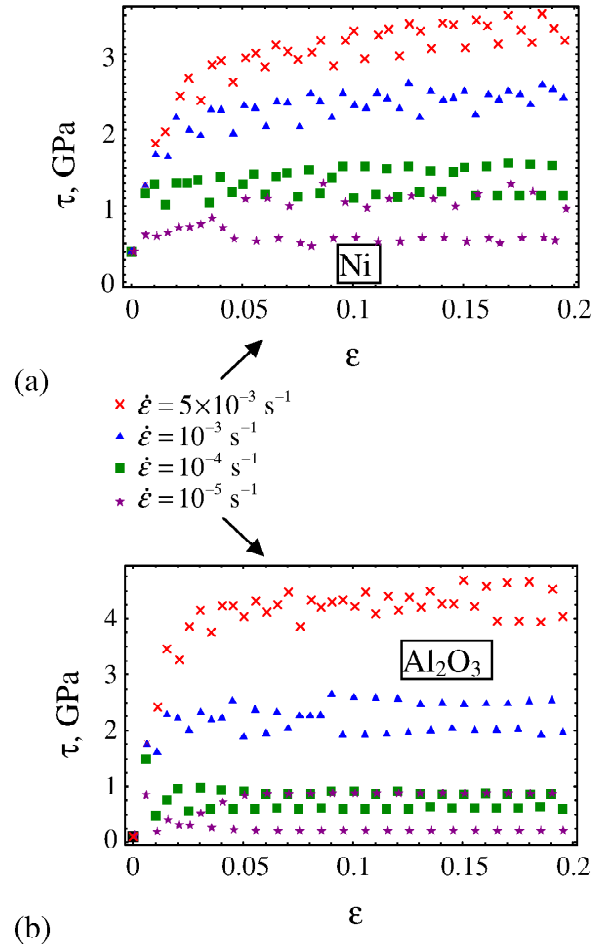 τ, GPa
3
2
1
0
Ni
0 0.05 0.1 0.15 0.2
ε
(a)
ε̇ = 5×10⁻³ s⁻¹
ε̇ = 10⁻³ s⁻¹
ε̇ = 10⁻⁴ s⁻¹
ε̇ = 10⁻⁵ s⁻¹
τ, GPa
4
3
2
1
0
Al₂O₃
0 0.05 0.1 0.15 0.2
ε
(b)